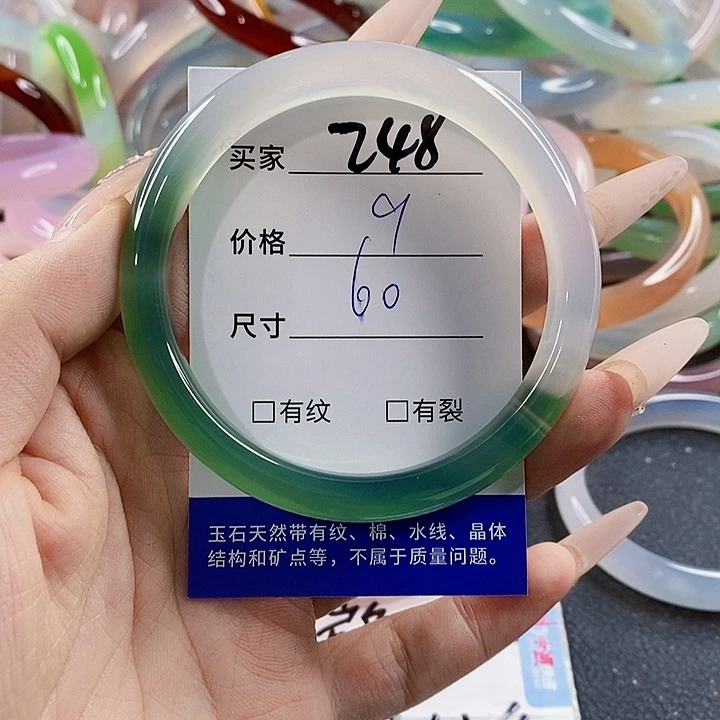 买家 248
价格 9
尺寸 60
□有纹 □有裂
玉石天然带有纹、棉、水线、晶体
结构和矿点等，不属于质量问题。